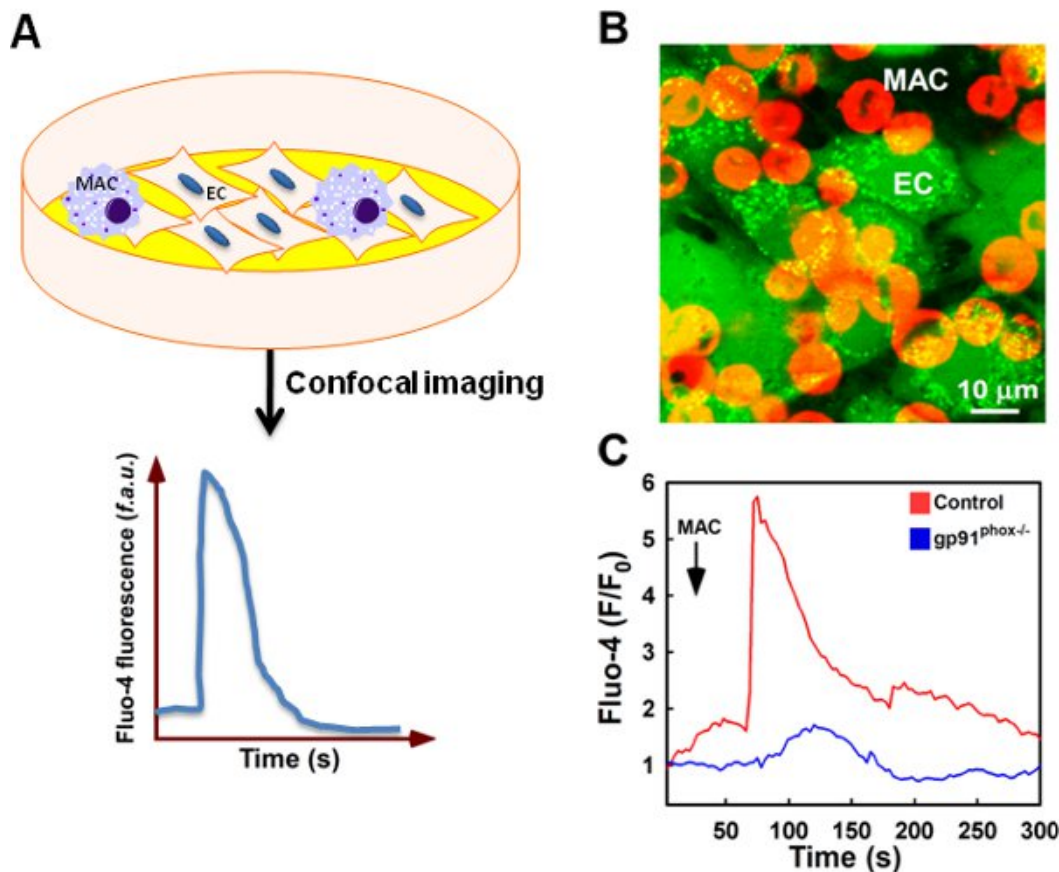 A
MAC
EC
Confocal imaging
Fluo-4 fluorescence (f.a.u.)
Time (s)
B
MAC
EC
10 μm
C
Fluo-4 (F/F0)
6
5
4
3
2
1
MAC
Control
gp91phox-/-
50 100 150 200 250 300
Time (s)